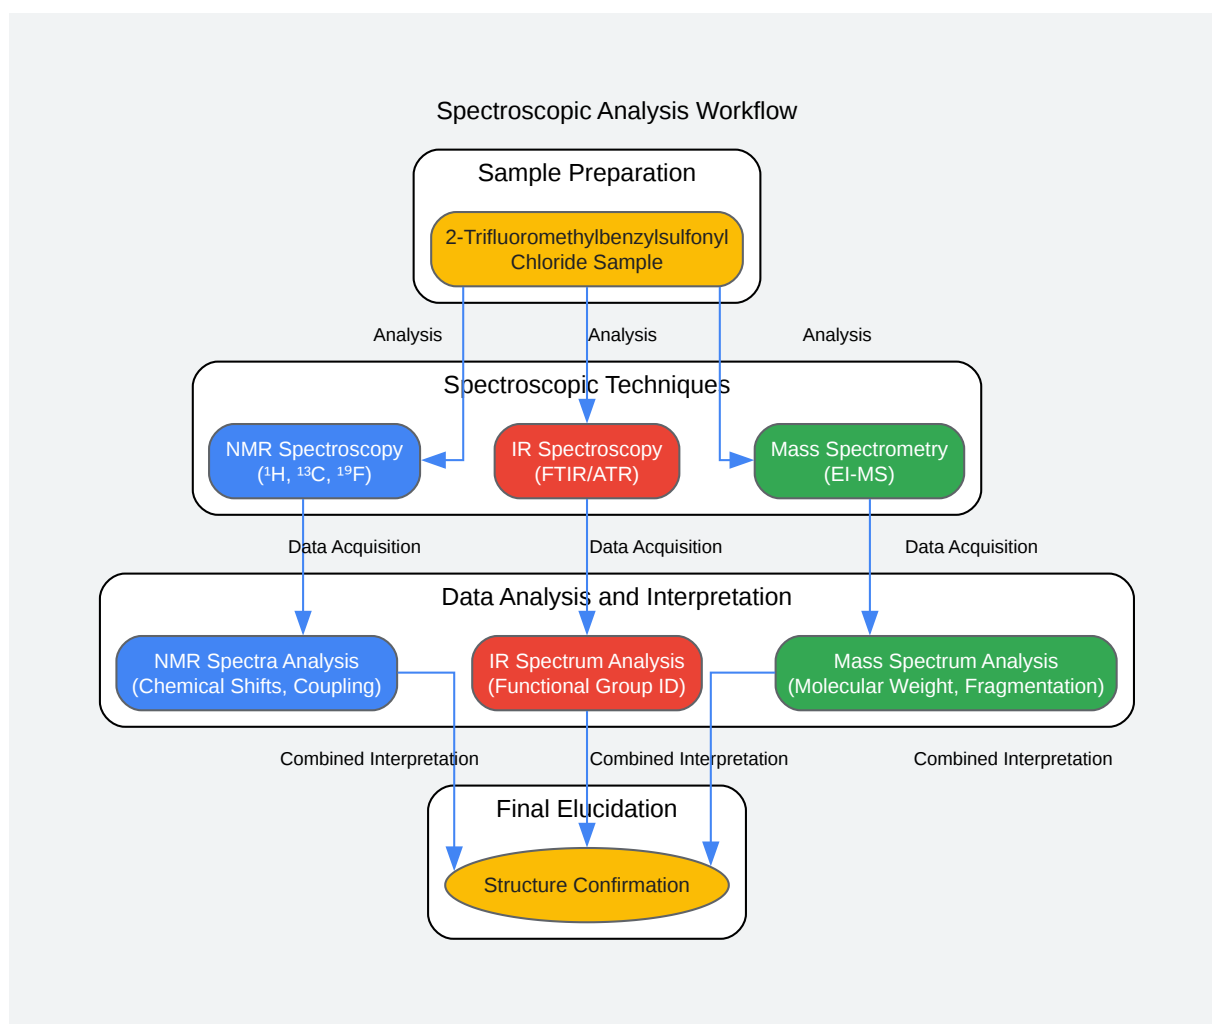 Spectroscopic Analysis Workflow
Sample Preparation
2-Trifluoromethylbenzylsulfonyl
Chloride Sample
Analysis
Analysis
Analysis
Spectroscopic Techniques
NMR Spectroscopy
(¹H, ¹³C, ¹⁹F)
IR Spectroscopy
(FTIR/ATR)
Mass Spectrometry
(EI-MS)
Data Acquisition
Data Acquisition
Data Acquisition
Data Analysis and Interpretation
NMR Spectra Analysis
(Chemical Shifts, Coupling)
IR Spectrum Analysis
(Functional Group ID)
Mass Spectrum Analysis
(Molecular Weight, Fragmentation)
Combined Interpretation
Combined Interpretation
Combined Interpretation
Final Elucidation
Structure Confirmation